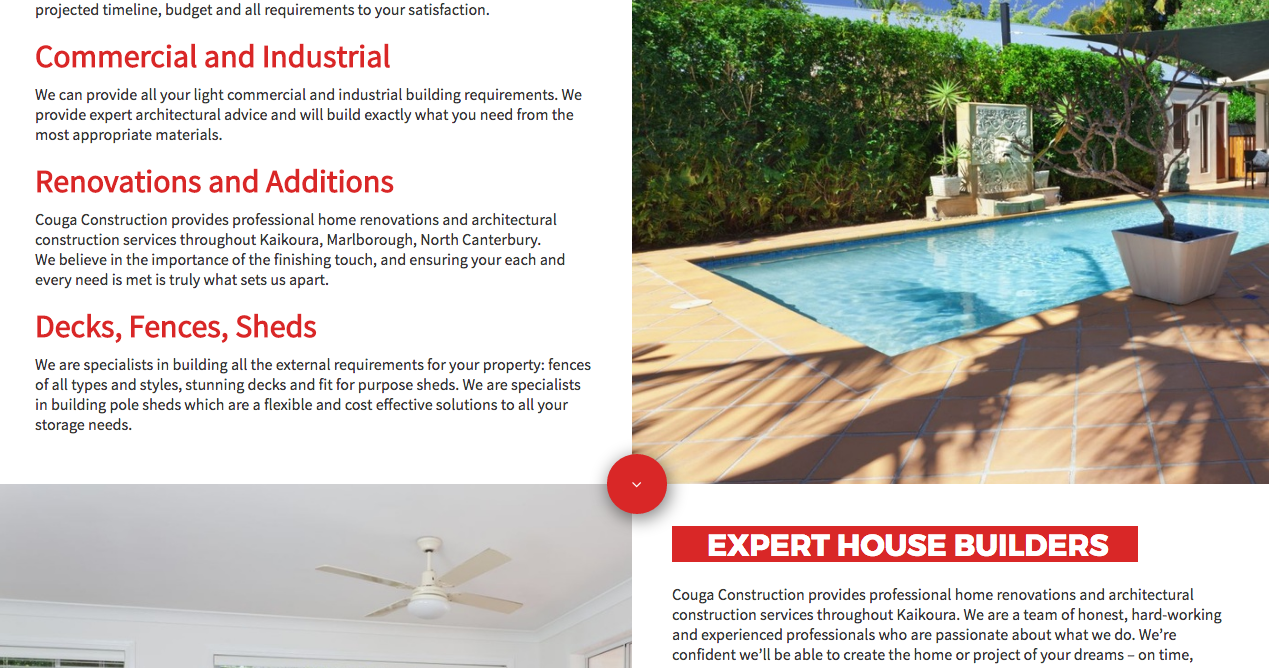 projected timeline, budget and all requirements to your satisfaction.
Commercial and Industrial
We can provide all your light commercial and industrial building requirements. We
provide expert architectural advice and will build exactly what you need from the
most appropriate materials.
Renovations and Additions
Couga Construction provides professional home renovations and architectural
construction services throughout Kaikoura, Marlborough, North Canterbury.
We believe in the importance of the finishing touch, and ensuring your each and
every need is met is truly what sets us apart.
Decks, Fences, Sheds
We are specialists in building all the external requirements for your property: fences
of all types and styles, stunning decks and fit for purpose sheds. We are specialists
in building pole sheds which are a flexible and cost effective solutions to all your
storage needs.
EXPERT HOUSE BUILDERS
Couga Construction provides professional home renovations and architectural
construction services throughout Kaikoura. We are a team of honest, hard-working
and experienced professionals who are passionate about what we do. We’re
confident we’ll be able to create the home or project of your dreams – on time,